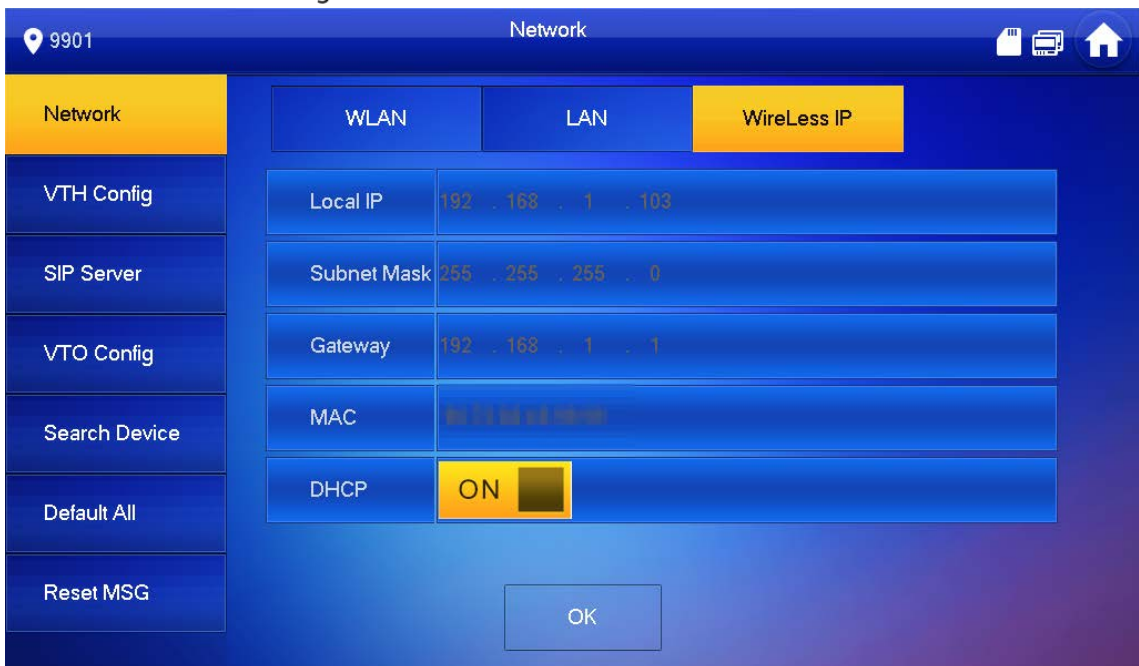 9901
Network
Network
WLAN
LAN
WireLess IP
VTH Config
Local IP 192 . 168 . 1 . 103
SIP Server
Subnet Mask 255 . 255 . 255 . 0
VTO Config
Gateway 192 . 168 . 1 . 1
Search Device
MAC
DHCP ON
Default All
Reset MSG
OK